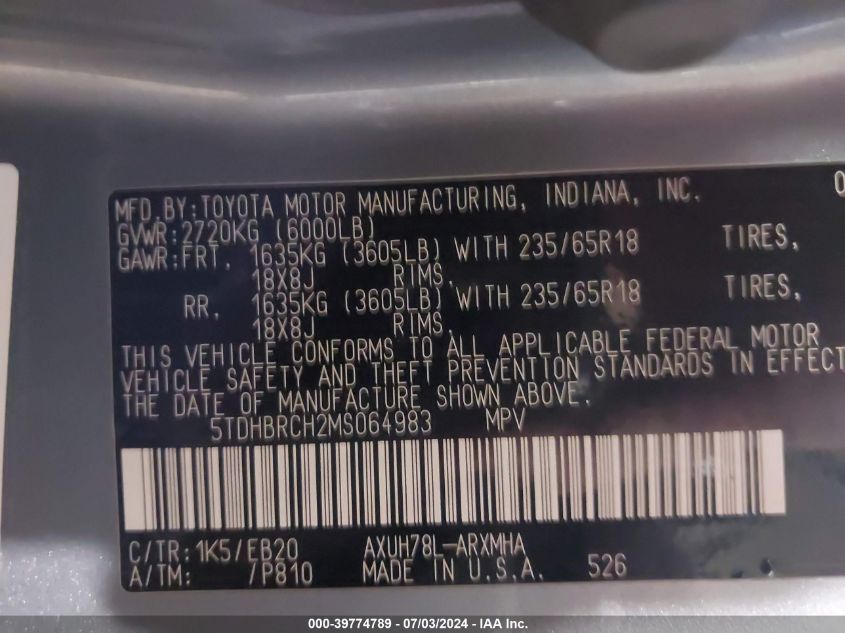 MFD.BY:TOYOTA MOTOR MANUFACTURING, INDIANA, INC. 0
GVWR:2720KG (6000LB)
GAWR:FRT. 1635KG (3605LB) WITH 235/65R18 TIRES,
18X8J RIMS,
RR. 1635KG (3605LB) WITH 235/65R18 TIRES,
18X8J RIMS,
THIS VEHICLE CONFORMS TO ALL APPLICABLE FEDERAL MOTOR
VEHICLE SAFETY AND THEFT PREVENTION STANDARDS IN EFFECT
THE DATE OF MANUFACTURE SHOWN ABOVE.
5TDHBRCH2MS064983 MPV
C/TR:1K5/EB20 AXUH78L-ARXMHA
A/TM: /P810 MADE IN U.S.A. 526
000-39774789 - 07/03/2024 - IAA Inc.